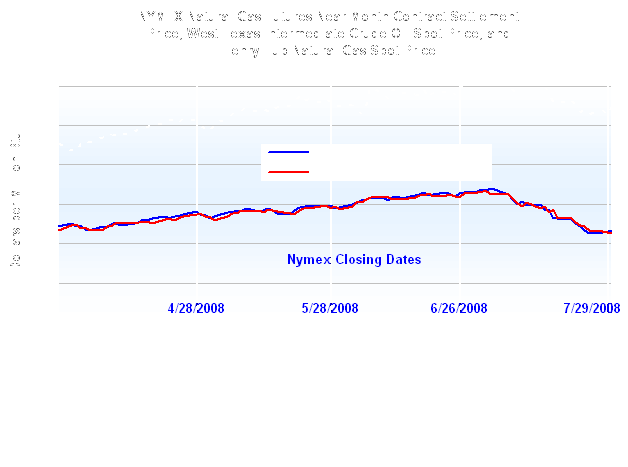 NYMEX Natural Gas Futures Near Month Contract Settlement
Price, West Texas Intermediate Crude Oil Spot Price, and
Henry Hub Natural Gas Spot Price
Nymex Closing Dates
4/28/2008 5/28/2008 6/26/2008 7/29/2008